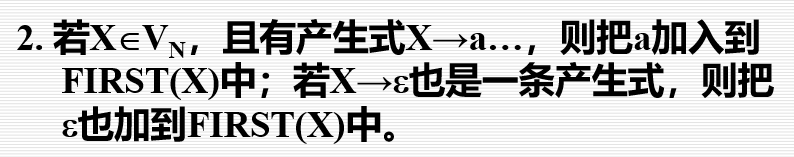 2. 若X∈V_N，且有产生式X→a…，则把a加入到
FIRST(X)中；若X→ε也是一条产生式，则把
ε也加到FIRST(X)中。